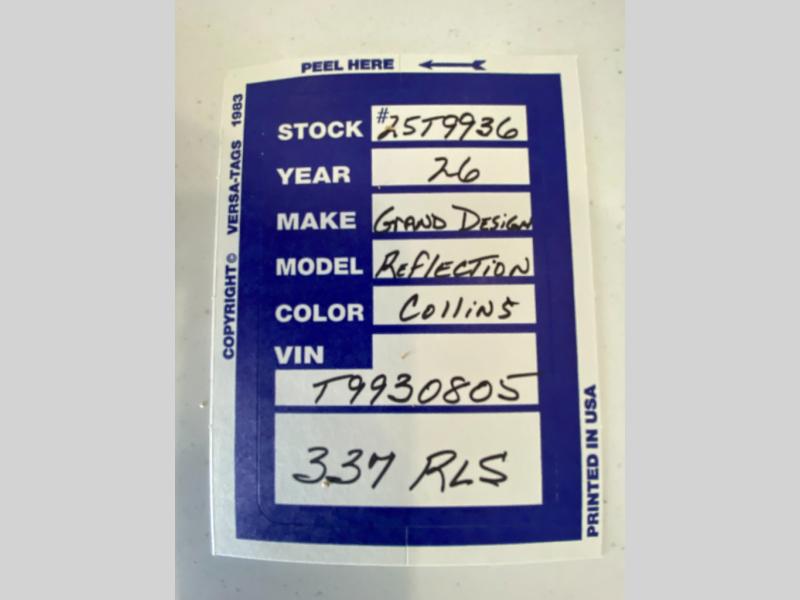 PEEL HERE
STOCK #25T9936
YEAR 26
MAKE GRAND DESIGN
MODEL REFLECTION
COLOR COllINS
VIN
T9930805
337 RLS
COPYRIGHT © VERSA-TAGS 1983
PRINTED IN USA